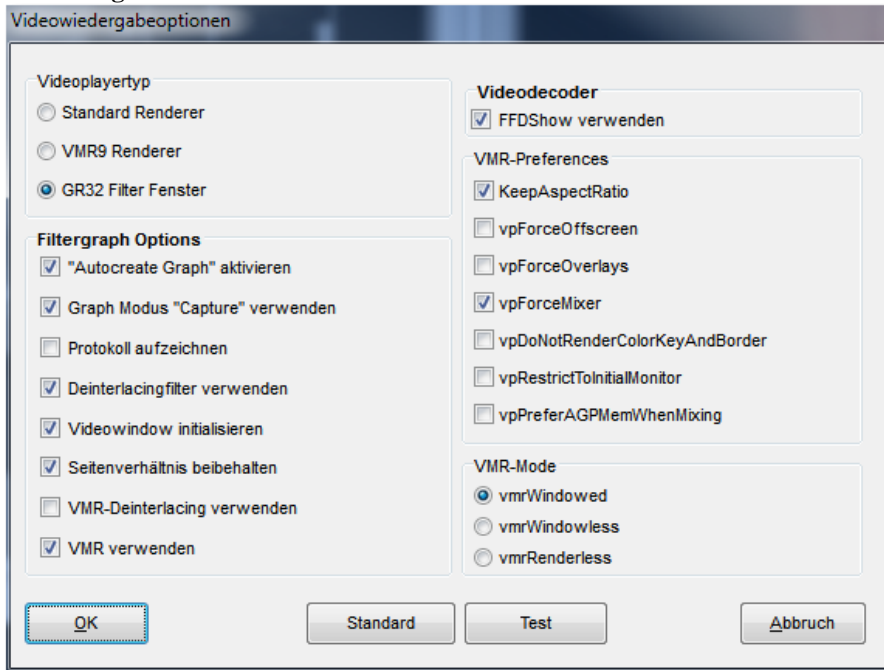 Videowiedergabeoptionen
Videoplayertyp
Standard Renderer
VMR9 Renderer
GR32 Filter Fenster
Filtergraph Options
"Autocreate Graph" aktivieren
Graph Modus "Capture" verwenden
Protokoll aufzeichnen
Deinterlacingfilter verwenden
Videowindow initialisieren
Seitenverhältnis beibehalten
VMR-Deinterlacing verwenden
VMR verwenden
Videodecoder
FFDShow verwenden
VMR-Preferences
KeepAspectRatio
vpForceOffscreen
vpForceOverlays
vpForceMixer
vpDoNotRenderColorKeyAndBorder
vpRestrictToInitialMonitor
vpPreferAGPMemWhenMixing
VMR-Mode
vmrWindowed
vmrWindowless
vmrRenderless
OK
Standard
Test
Abbruch